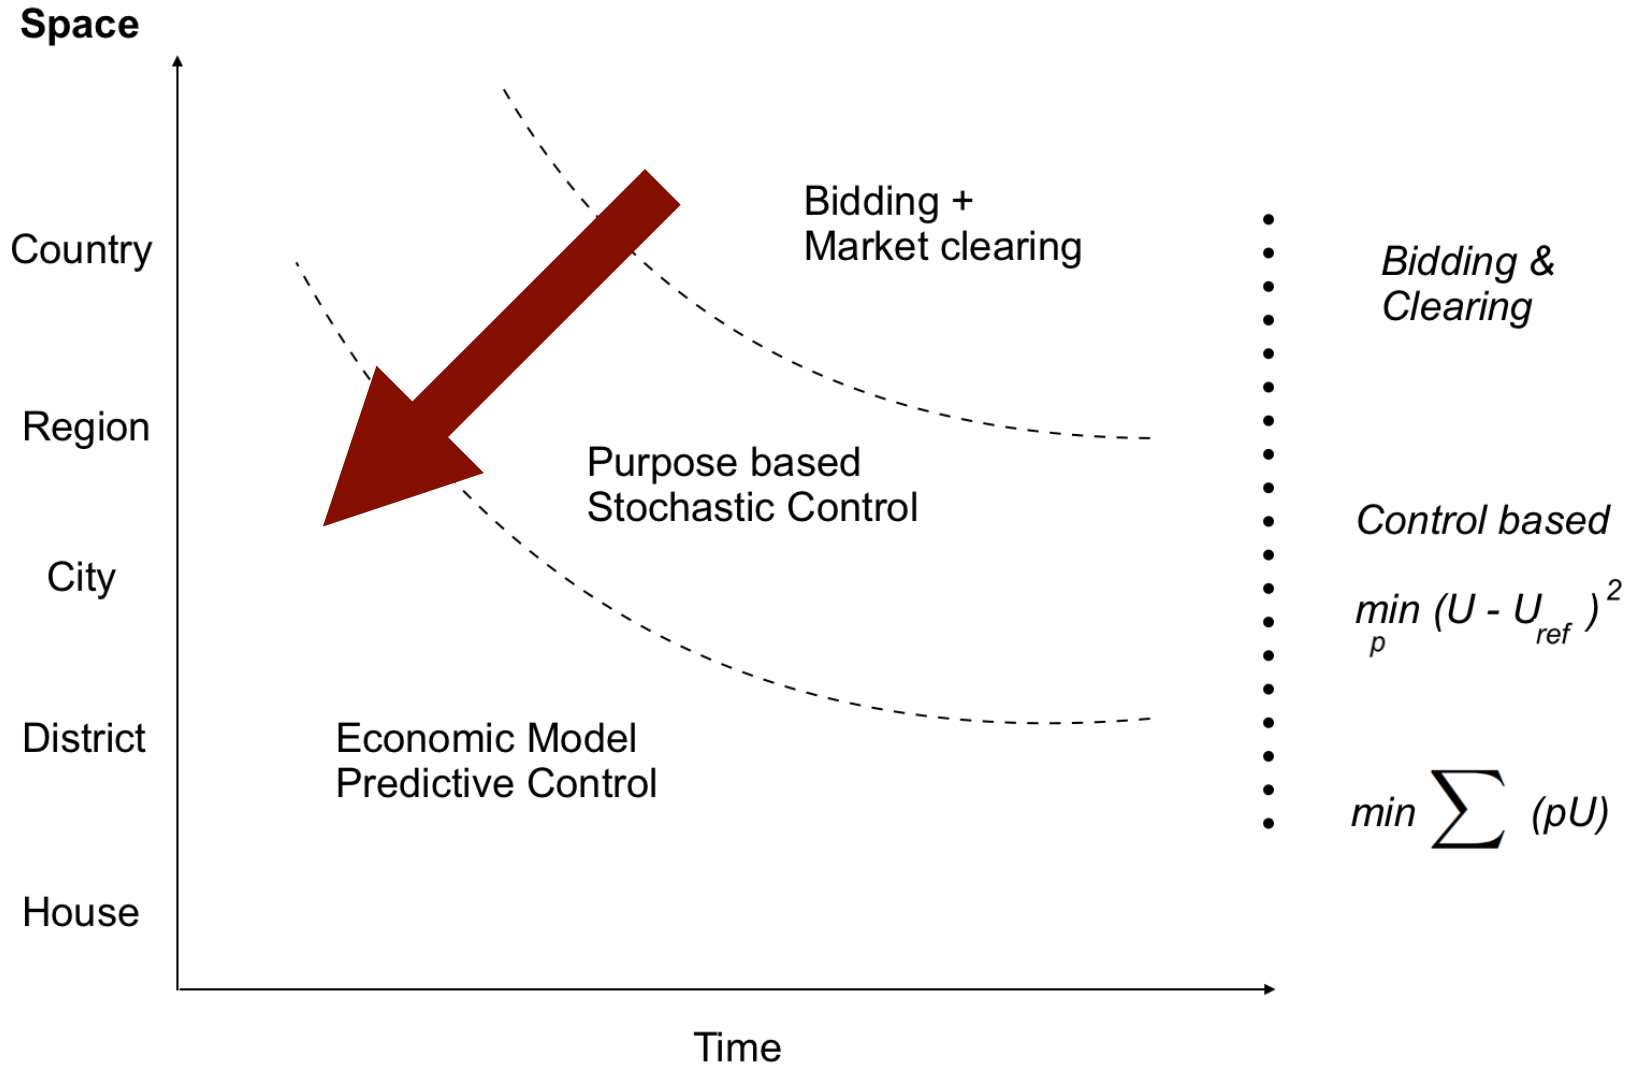 Space
Country
Region
City
District
House
Time
Bidding +
Market clearing
Purpose based
Stochastic Control
Economic Model
Predictive Control
Bidding &
Clearing
Control based
min (U - U ref ) 2
p
min ∑ (pU)